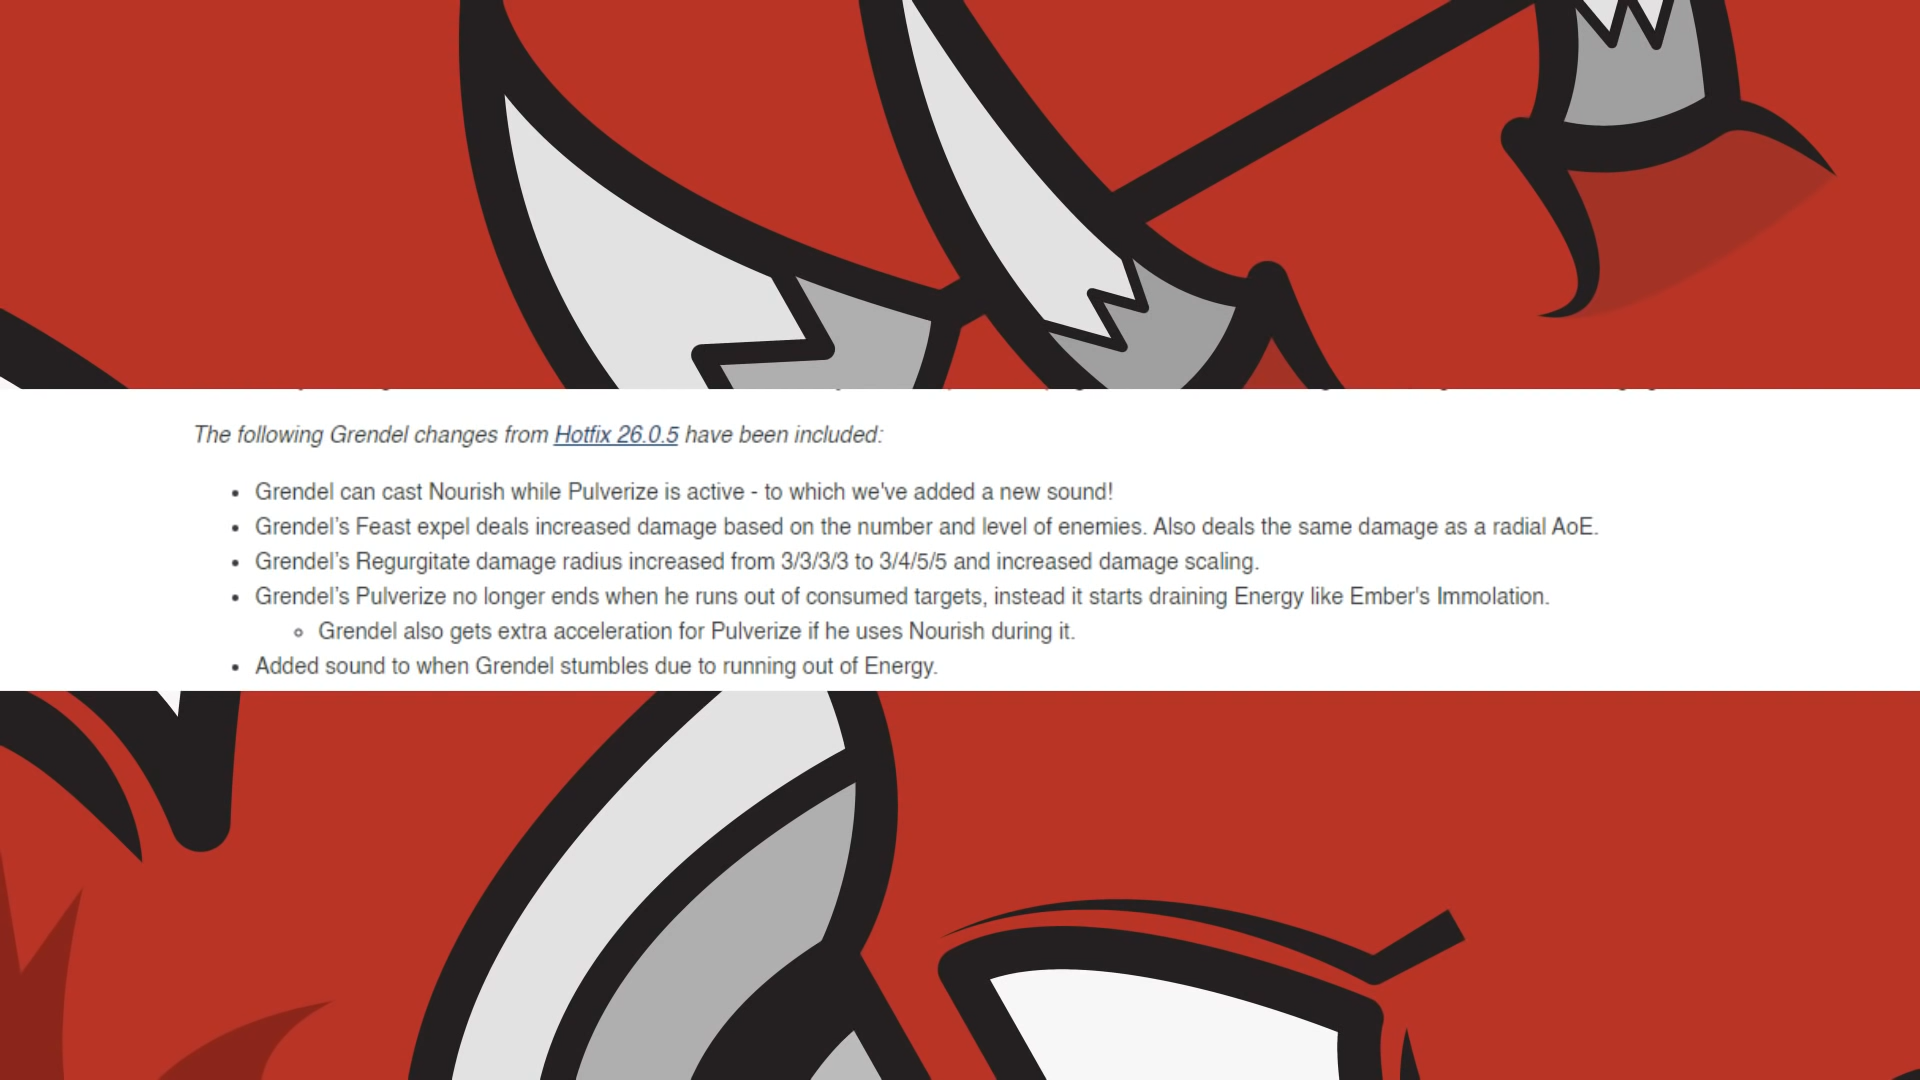 The following Grendel changes from Hotfix 26.0.5 have been included:
• Grendel can cast Nourish while Pulverize is active - to which we've added a new sound!
• Grendel’s Feast expel deals increased damage based on the number and level of enemies. Also deals the same damage as a radial AoE.
• Grendel’s Regurgitate damage radius increased from 3/3/3/3 to 3/4/5/5 and increased damage scaling.
• Grendel’s Pulverize no longer ends when he runs out of consumed targets, instead it starts draining Energy like Ember's Immolation.
◦ Grendel also gets extra acceleration for Pulverize if he uses Nourish during it.
• Added sound to when Grendel stumbles due to running out of Energy.